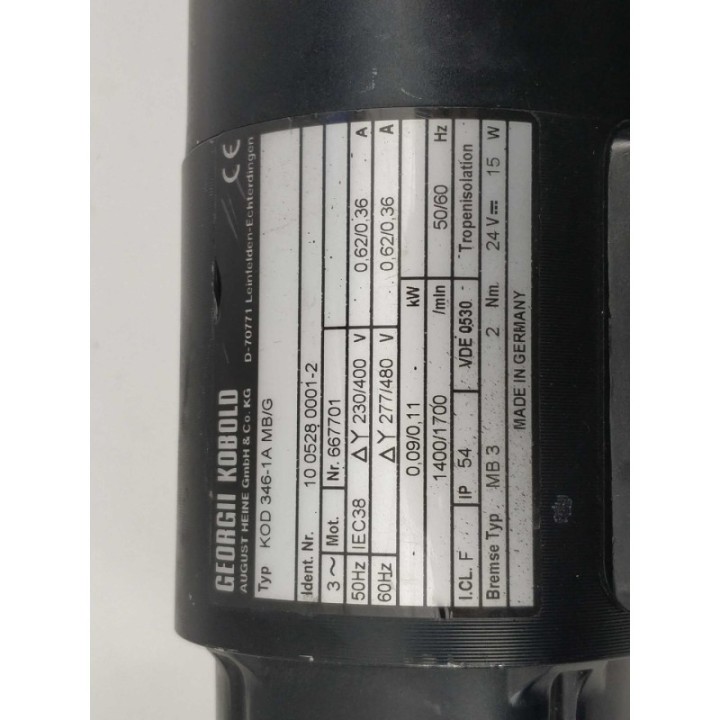 GEORGII KOBOLD CE
AUGUST HEINE GmbH & Co. KG D-70771 Leinfelden-Echterdingen
Typ KOD 346-1A MB/G
Ident. Nr. 10 0528 0001-2
3~ Mot. Nr. 667701
50Hz IEC38 ΔY 230/400 V 0,62/0,36 A
60Hz ΔY 277/480 V 0,62/0,36 A
0,09/0,11 kW
1400/1700 /min 50/60 Hz
I.CL. F IP 54 VDE 0530 Tropenisolation
Bremse Typ MB 3 2 Nm. 24 V⎓ 15 W
MADE IN GERMANY